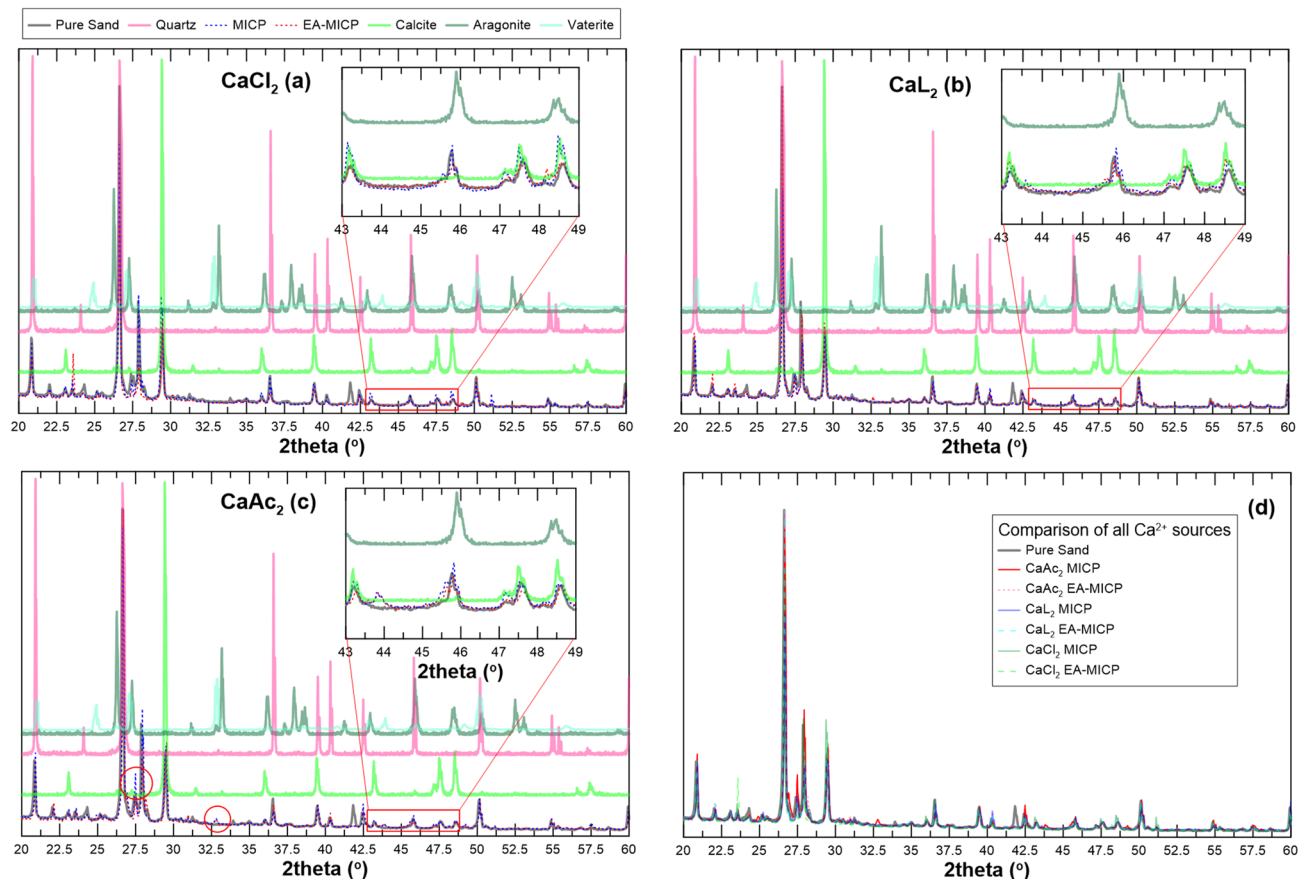 Pure Sand Quartz MICP EA-MICP Calcite Aragonite Vaterite
CaCl₂ (a)
43 44 45 46 47 48 49
20 22.5 25 27.5 30 32.5 35 37.5 40 42.5 45 47.5 50 52.5 55 57.5 60
2theta (º)
CaL₂ (b)
43 44 45 46 47 48 49
20 22.5 25 27.5 30 32.5 35 37.5 40 42.5 45 47.5 50 52.5 55 57.5 60
2theta (º)
CaAc₂ (c)
43 44 45 46 47 48 49
2theta (º)
20 22.5 25 27.5 30 32.5 35 37.5 40 42.5 45 47.5 50 52.5 55 57.5 60
2theta (º)
(d)
Comparison of all Ca²⁺ sources
Pure Sand
CaAc₂ MICP
CaAc₂ EA-MICP
CaL₂ MICP
CaL₂ EA-MICP
CaCl₂ MICP
CaCl₂ EA-MICP
20 22.5 25 27.5 30 32.5 35 37.5 40 42.5 45 47.5 50 52.5 55 57.5 60
2theta (º)